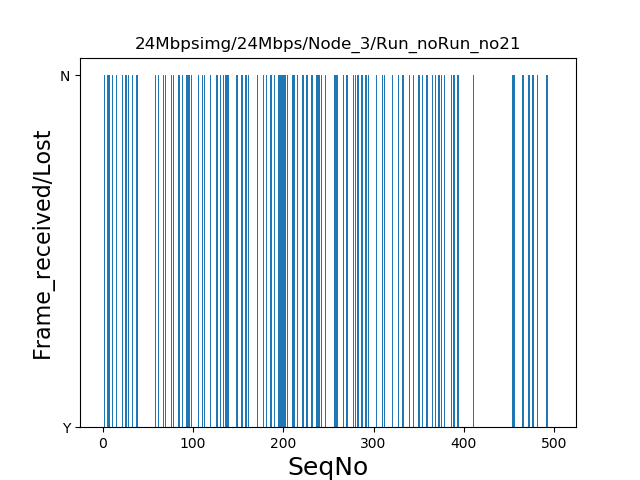 24Mbpsimg/24Mbps/Node_3/Run_noRun_no21
N
Frame_received/Lost
Y
0 100 200 300 400 500
SeqNo